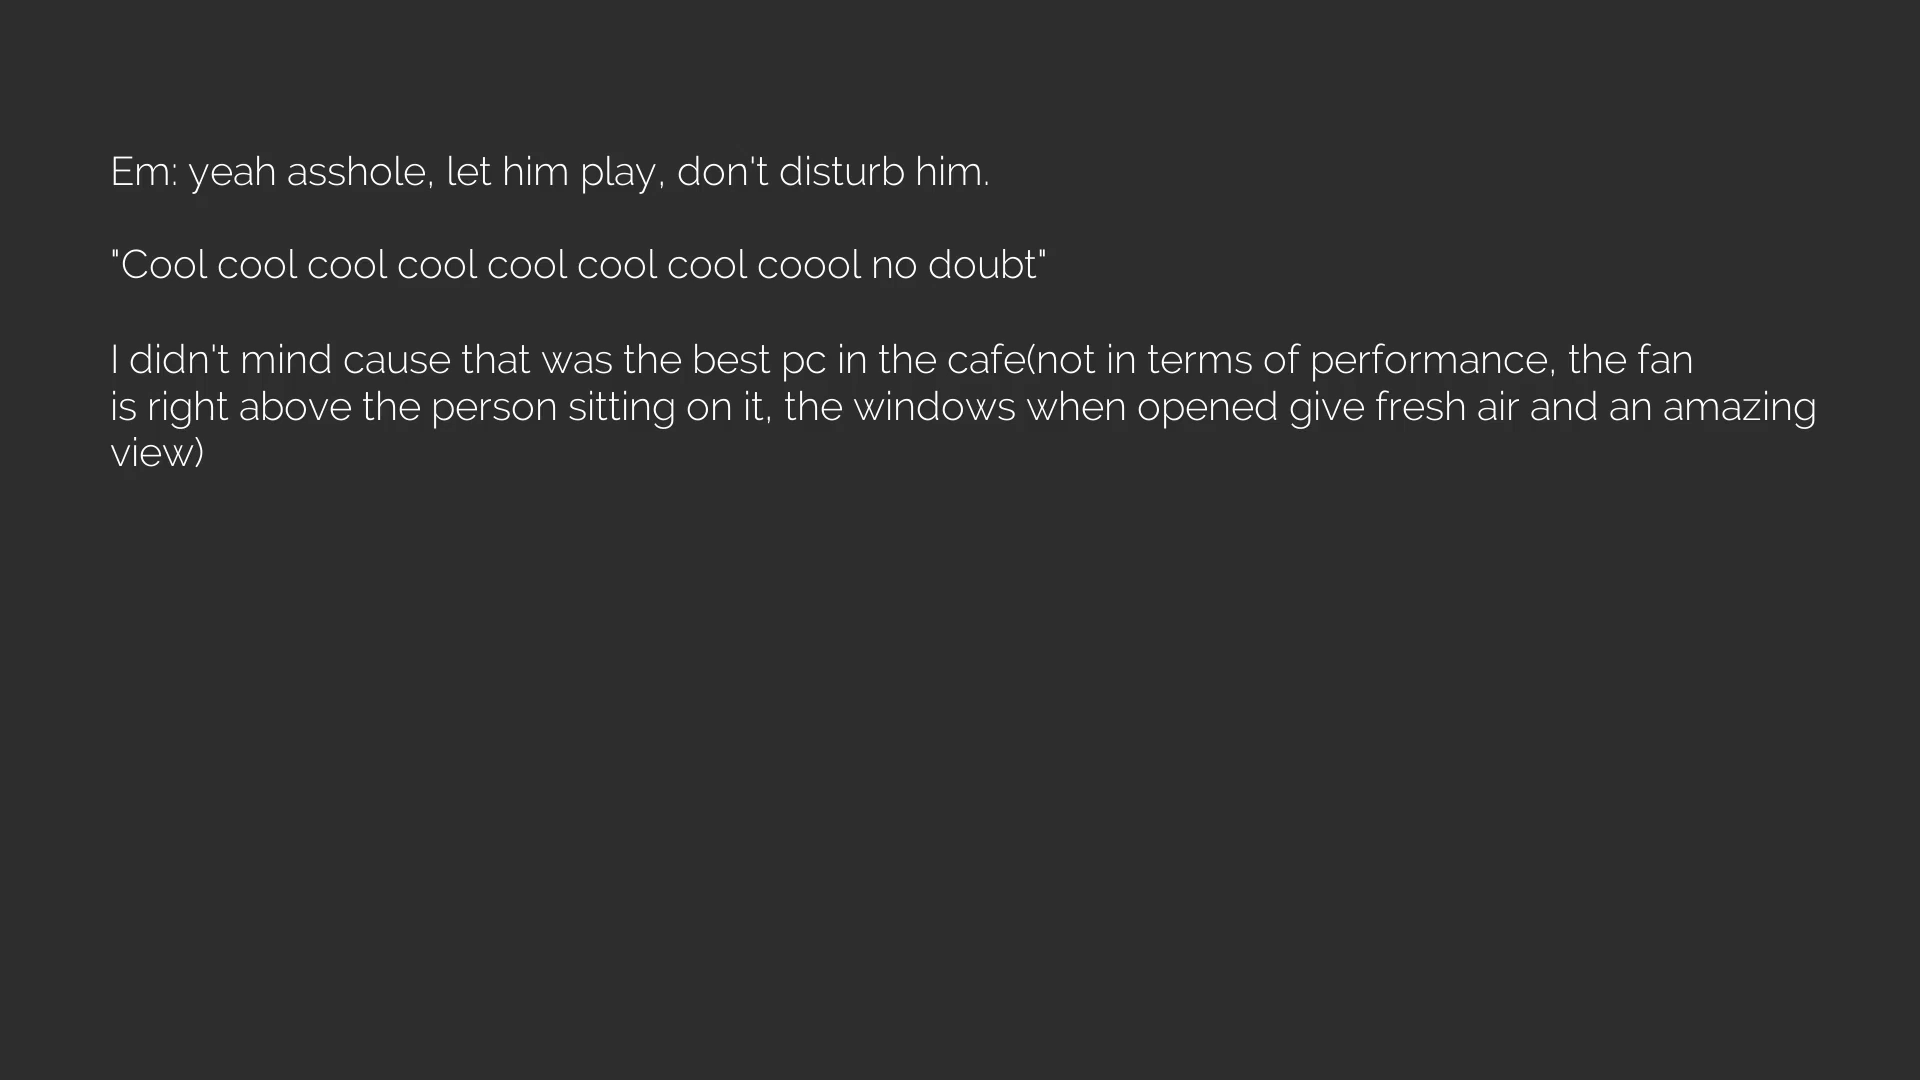 Em: yeah asshole, let him play, don't disturb him.
"Cool cool cool cool cool cool cool coool no doubt"
I didn't mind cause that was the best pc in the cafe(not in terms of performance, the fan
is right above the person sitting on it, the windows when opened give fresh air and an amazing
view)